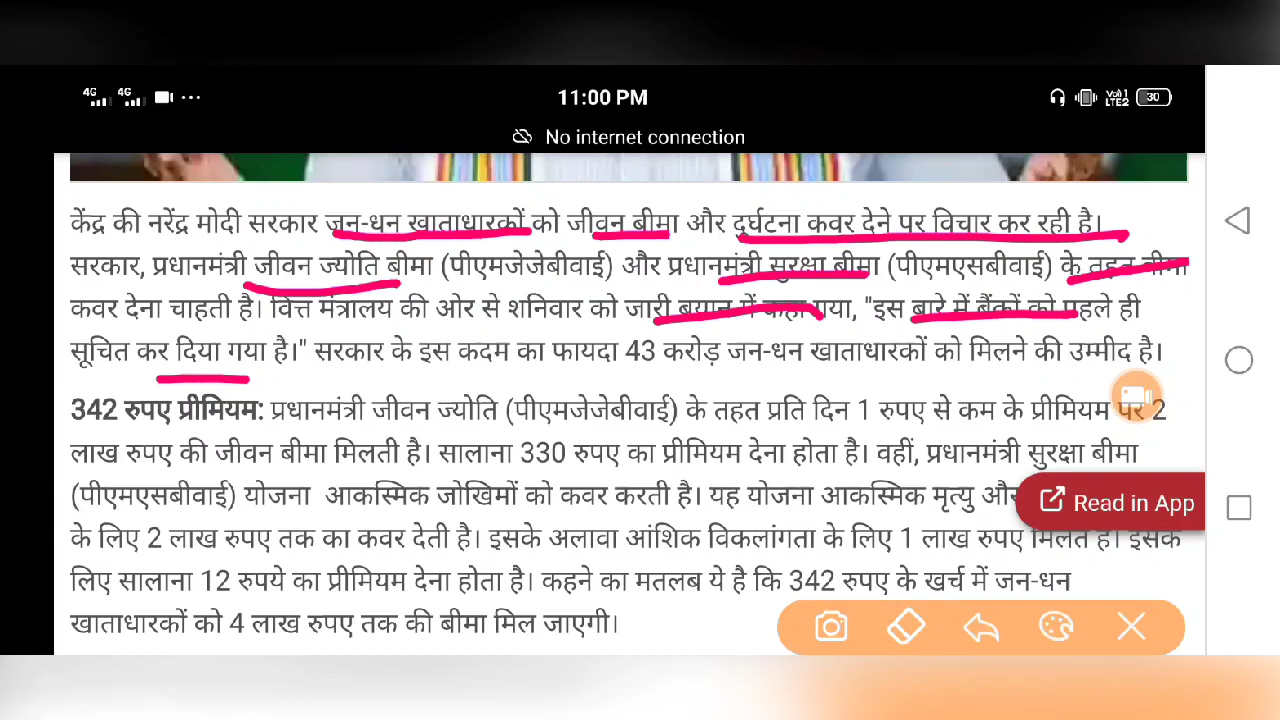 4G 4G 11:00 PM Vo1) LTE2 30
No internet connection
केंद्र की नरेंद्र मोदी सरकार जन-धन खाताधारकों को जीवन बीमा और दुर्घटना कवर देने पर विचार कर रही है।
सरकार, प्रधानमंत्री जीवन ज्योति बीमा (पीएमजेजेबीवाई) और प्रधानमंत्री सुरक्षा बीमा (पीएमएसबीवाई) के तहत बीमा
कवर देना चाहती है। वित्त मंत्रालय की ओर से शनिवार को जारी बयान में कहा गया, "इस बारे में बैंकों को पहले ही
सूचित कर दिया गया है।" सरकार के इस कदम का फायदा 43 करोड़ जन-धन खाताधारकों को मिलने की उम्मीद है।
342 रुपए प्रीमियम: प्रधानमंत्री जीवन ज्योति (पीएमजेजेबीवाई) के तहत प्रति दिन 1 रुपए से कम के प्रीमियम पर 2
लाख रुपए की जीवन बीमा मिलती है। सालाना 330 रुपए का प्रीमियम देना होता है। वहीं, प्रधानमंत्री सुरक्षा बीमा
(पीएमएसबीवाई) योजना आकस्मिक जोखिमों को कवर करती है। यह योजना आकस्मिक मृत्यु और
Read in App
के लिए 2 लाख रुपए तक का कवर देती है। इसके अलावा आंशिक विकलांगता के लिए 1 लाख रुपए मिलते हैं। इसके
लिए सालाना 12 रुपये का प्रीमियम देना होता है। कहने का मतलब ये है कि 342 रुपए के खर्च में जन-धन
खाताधारकों को 4 लाख रुपए तक की बीमा मिल जाएगी।